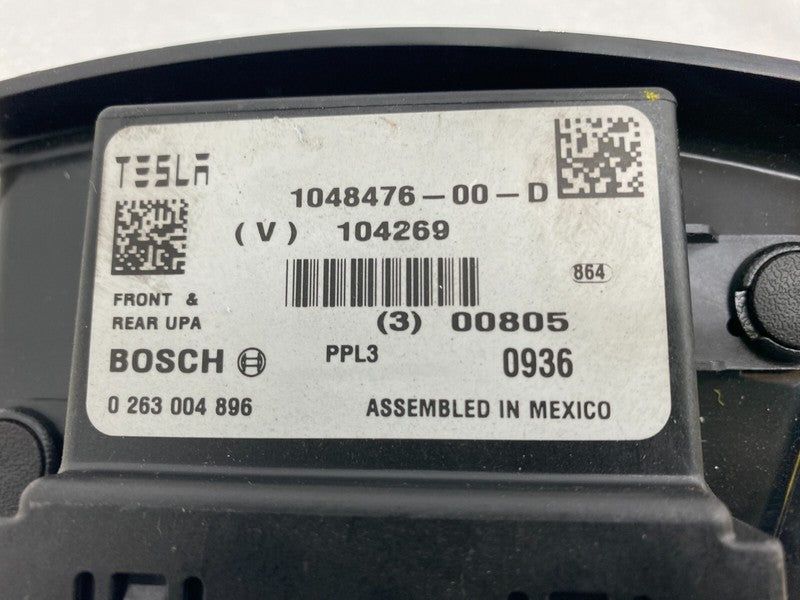 TESLA
1048476-00-D
(V) 104269
864
FRONT &
REAR UPA
(3) 00805
BOSCH
PPL3
0936
0 263 004 896
ASSEMBLED IN MEXICO